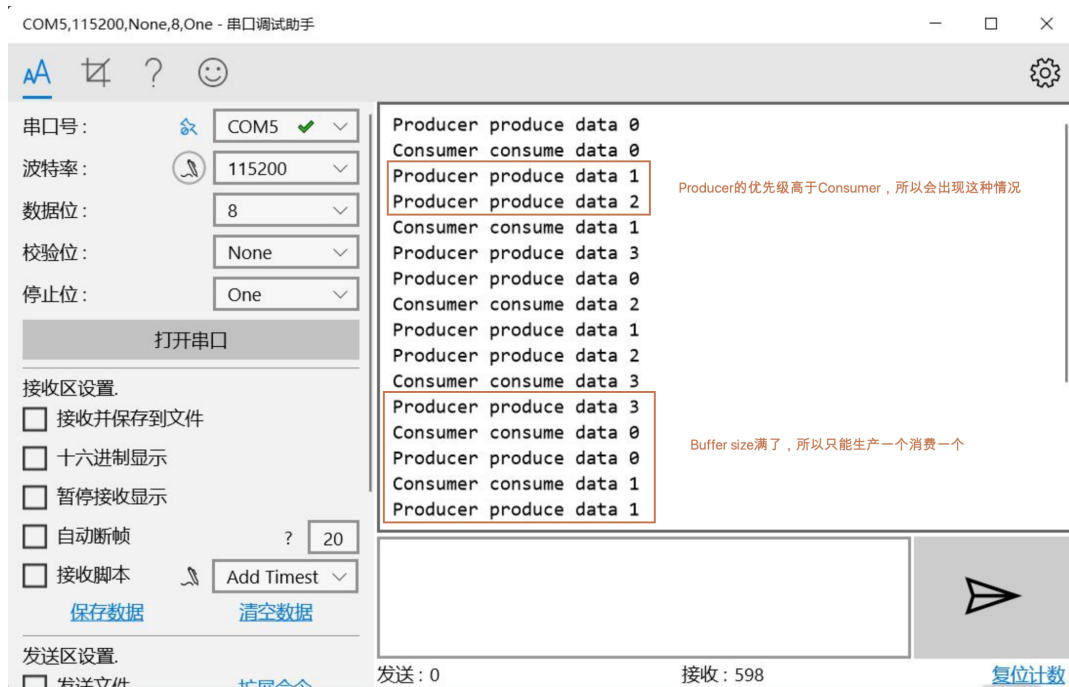 COM5,115200,None,8,One - 串口调试助手
AA
串口号： COM5
波特率： 115200
数据位： 8
校验位： None
停止位： One
打开串口
接收区设置.
接收并保存到文件
十六进制显示
暂停接收显示
自动断帧 ? 20
接收脚本 Add Timest
保存数据 清空数据
发送区设置.
发送文件 扩展命令
Producer produce data 0
Consumer consume data 0
Producer produce data 1
Producer produce data 2
Consumer consume data 1
Producer produce data 3
Producer produce data 0
Consumer consume data 2
Producer produce data 1
Producer produce data 2
Consumer consume data 3
Producer produce data 3
Consumer consume data 0
Producer produce data 0
Consumer consume data 1
Producer produce data 1
Producer的优先级高于Consumer，所以会出现这种情况
Buffer size满了，所以只能生产一个消费一个
发送：0 接收：598 复位计数